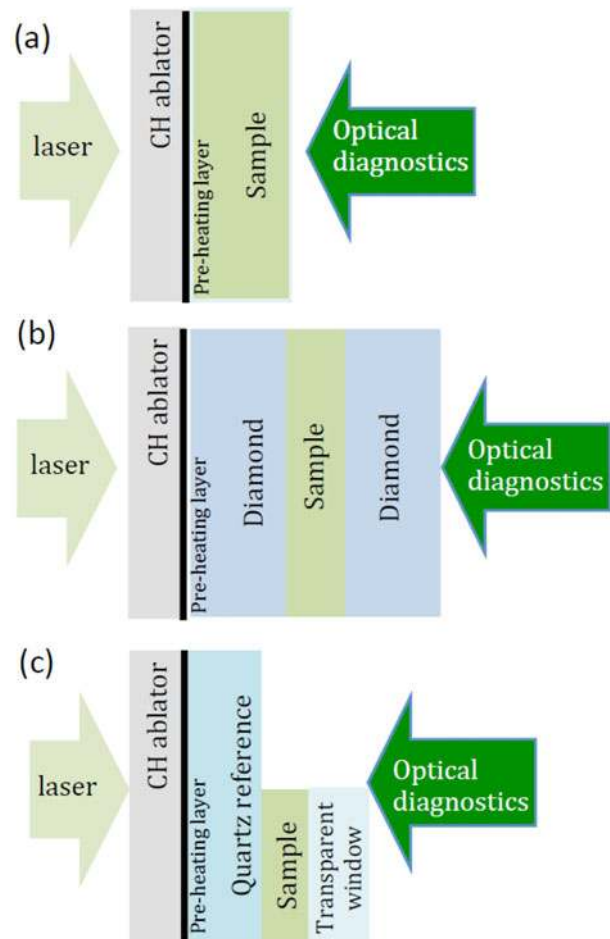 (a)
laser
CH ablator
Pre-heating layer
Sample
Optical
diagnostics
(b)
laser
CH ablator
Pre-heating layer
Diamond
Sample
Diamond
Optical
diagnostics
(c)
laser
CH ablator
Pre-heating layer
Quartz reference
Sample
Transparent
window
Optical
diagnostics